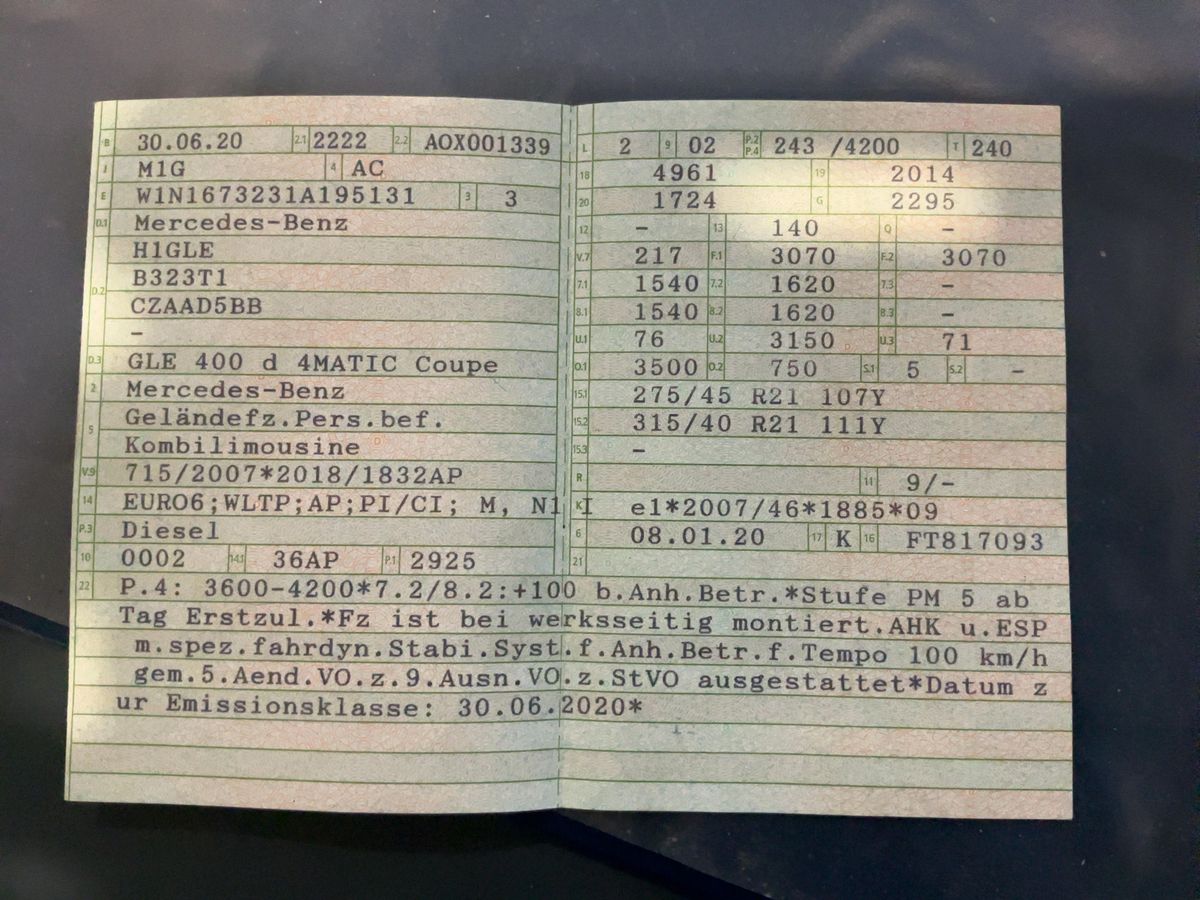 B 30.06.20 2.1 2222 2.2 AOX001339
J M1G 4 AC
E W1N1673231A195131 3 3
D.1 Mercedes-Benz
H1GLE
B323T1
D.2 CZAAD5BB
–
D.3 GLE 400 d 4MATIC Coupe
2 Mercedes-Benz
Geländefz.Pers.bef.
5 Kombilimousine
V.9 715/2007*2018/1832AP
14 EURO6;WLTP;AP;PI/CI; M, N1 I
P.3 Diesel
10 0002 14.1 36AP P.1 2925
L 2 9 02 P.2 P.4 243 /4200 T 240
18 4961 19 2014
20 1724 G 2295
12 – 13 140 Q –
V.7 217 F.1 3070 F.2 3070
7.1 1540 7.2 1620 7.3 –
8.1 1540 8.2 1620 8.3 –
U.1 76 U.2 3150 U.3 71
O.1 3500 O.2 750 S.1 5 S.2 –
15.1 275/45 R21 107Y
15.2 315/40 R21 111Y
15.3 –
R 11 9/–
K e1*2007/46*1885*09
6 08.01.20 17 K 16 FT817093
21
22 P.4: 3600-4200*7.2/8.2:+100 b.Anh.Betr.*Stufe PM 5 ab
Tag Erstzul.*Fz ist bei werksseitig montiert.AHK u.ESP
m.spez.fahrdyn.Stabi.Syst.f.Anh.Betr.f.Tempo 100 km/h
gem.5.Aend.VO.z.9.Ausn.VO.z.StVO ausgestattet*Datum z
ur Emissionsklasse: 30.06.2020*